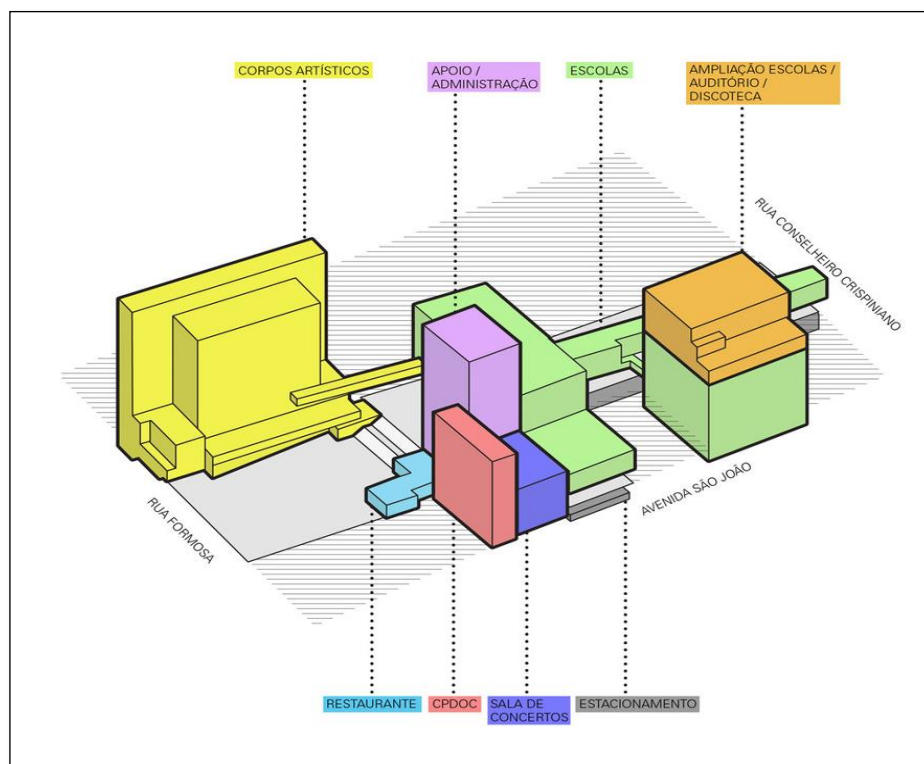 CORPOS ARTÍSTICOS
APOIO /
ADMINISTRAÇÃO
ESCOLAS
AMPLIAÇÃO ESCOLAS /
AUDITÓRIO /
DISCOTECA
RUA CONSELHEIRO CRISPINIANO
AVENIDA SÃO JOÃO
RUA FORMOSA
RESTAURANTE
CPDOC
SALA DE
CONCERTOS
ESTACIONAMENTO